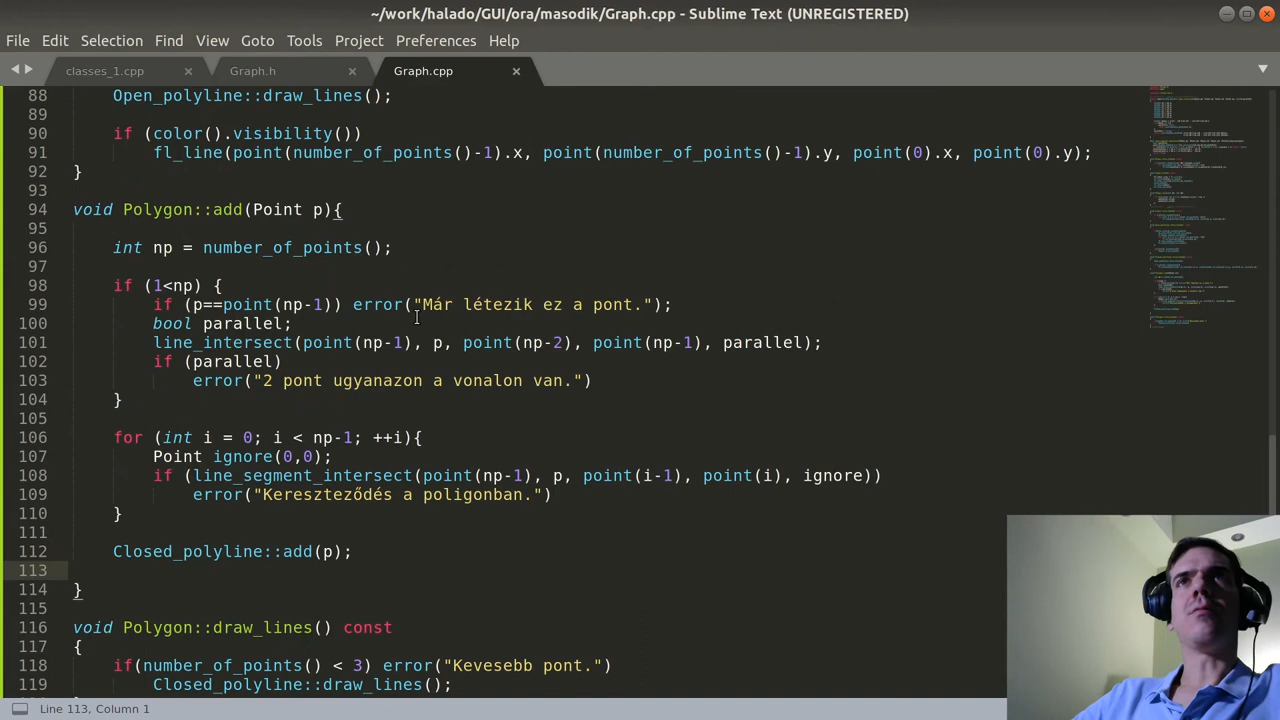 ~/work/halado/GUI/ora/masodik/Graph.cpp - Sublime Text (UNREGISTERED)
File Edit Selection Find View Goto Tools Project Preferences Help
classes_1.cpp Graph.h Graph.cpp
88 Open_polyline::draw_lines();
89
90 if (color().visibility())
91 fl_line(point(number_of_points()-1).x, point(number_of_points()-1).y, point(0).x, point(0).y);
92 }
93
94 void Polygon::add(Point p){
95
96 int np = number_of_points();
97
98 if (1<np) {
99 if (p==point(np-1)) error("Már létezik ez a pont.");
100 bool parallel;
101 line_intersect(point(np-1), p, point(np-2), point(np-1), parallel);
102 if (parallel)
103 error("2 pont ugyanazon a vonalon van.")
104 }
105
106 for (int i = 0; i < np-1; ++i){
107 Point ignore(0,0);
108 if (line_segment_intersect(point(np-1), p, point(i-1), point(i), ignore))
109 error("Kereszteződés a poligonban.")
110 }
111
112 Closed_polyline::add(p);
113
114 }
115
116 void Polygon::draw_lines() const
117 {
118 if(number_of_points() < 3) error("Kevesebb pont.")
119 Closed_polyline::draw_lines();
Line 113, Column 1